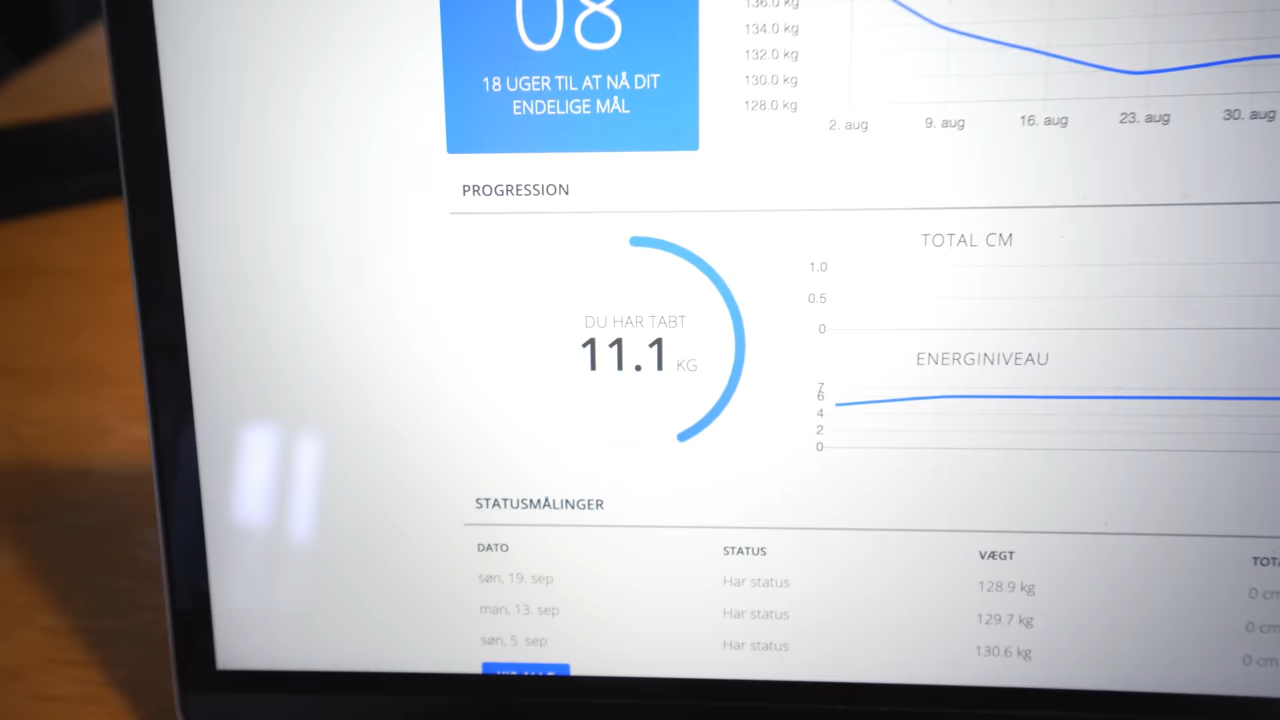 08
18 UGER TIL AT NÅ DIT
ENDELIGE MÅL
136.0 kg
134.0 kg
132.0 kg
130.0 kg
128.0 kg
2. aug 9. aug 16. aug 23. aug 30. aug
PROGRESSION
DU HAR TABT
11.1 KG
TOTAL CM
1.0
0.5
0
ENERGINIVEAU
7
6
4
2
0
STATUSMÅLINGER
DATO STATUS VÆGT
søn, 19. sep Har status 128.9 kg 0 cm
man, 13. sep Har status 129.7 kg 0 cm
søn, 5. sep Har status 130.6 kg 0 cm